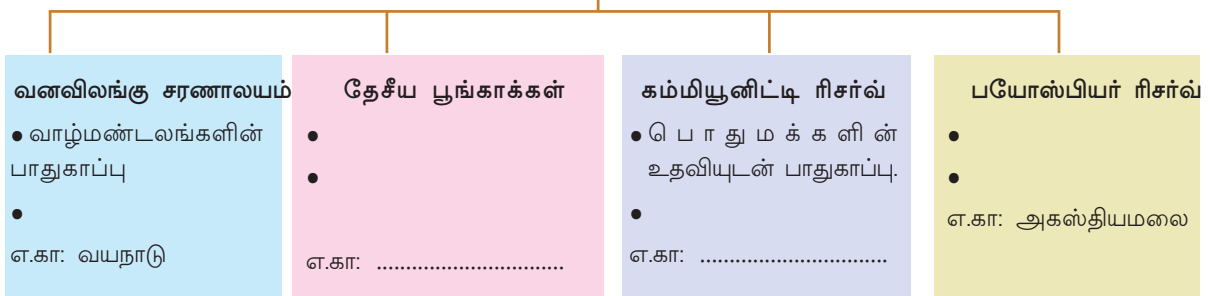 வனவிலங்கு சரணாலயம்
● வாழ்மண்டலங்களின்
பாதுகாப்பு
●
எ.கா: வயநாடு
தேசீய பூங்காக்கள்
●
●
எ.கா: ................................
கம்மியூனிட்டி ரிசர்வ்
● பொதுமக்களின்
உதவியுடன் பாதுகாப்பு.
●
எ.கா: ................................
பயோஸ்பியர் ரிசர்வ்
●
●
எ.கா: அகஸ்தியமலை